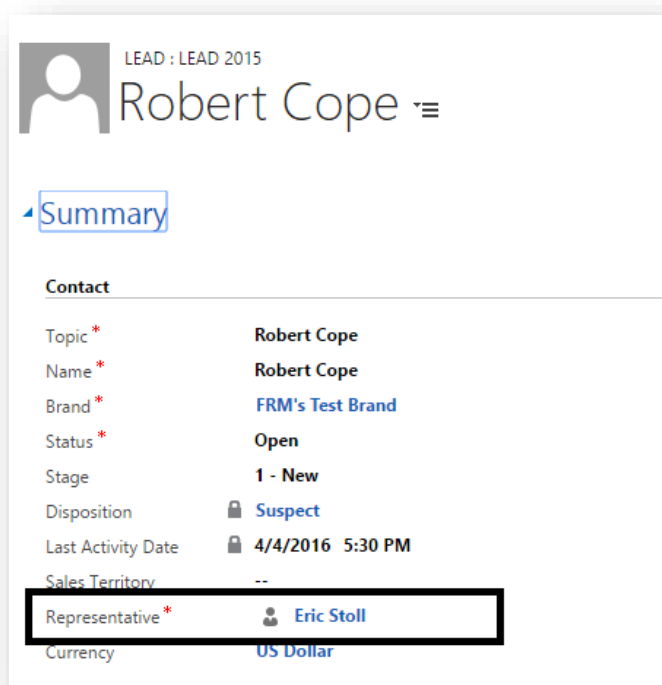 LEAD : LEAD 2015
Robert Cope
Summary
Contact
Topic * Robert Cope
Name * Robert Cope
Brand * FRM's Test Brand
Status * Open
Stage 1 - New
Disposition Suspect
Last Activity Date 4/4/2016 5:30 PM
Sales Territory --
Representative * Eric Stoll
Currency US Dollar